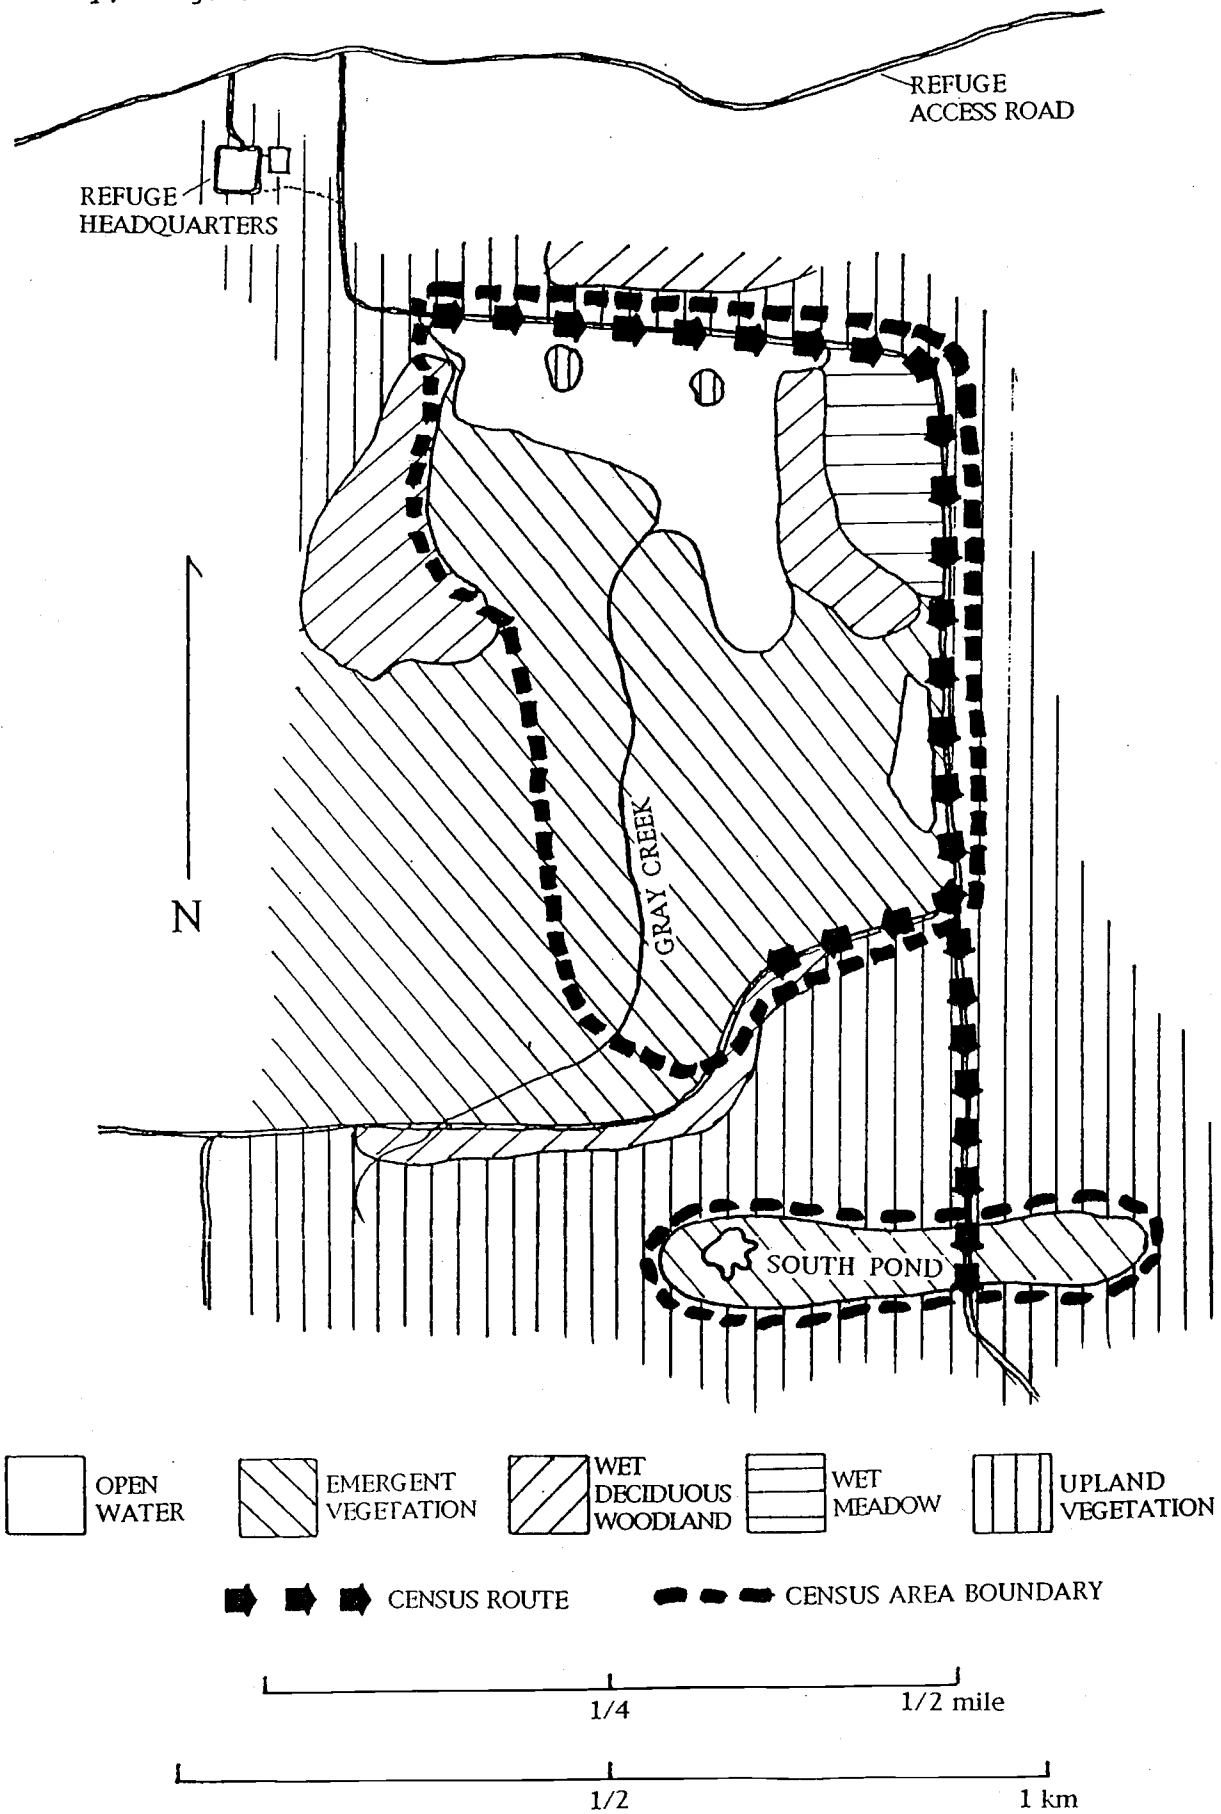 REFUGE
ACCESS ROAD
REFUGE
HEADQUARTERS
GRAY CREEK
N
SOUTH POND
OPEN
WATER
EMERGENT
VEGETATION
WET
DECIDUOUS
WOODLAND
WET
MEADOW
UPLAND
VEGETATION
CENSUS ROUTE
CENSUS AREA BOUNDARY
1/4
1/2 mile
1/2
1 km